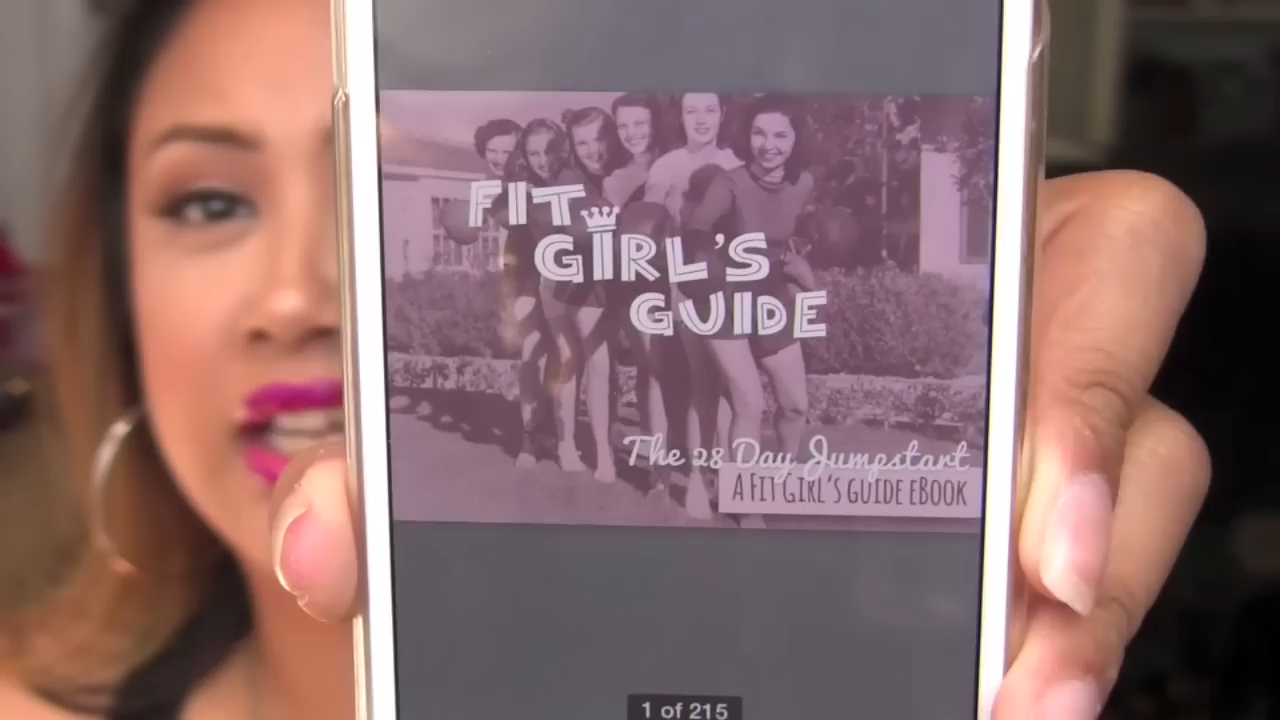 FIT
GIRL'S
GUIDE
The 28 Day Jumpstart
A FIT GIRL'S GUIDE EBOOK
1 of 215